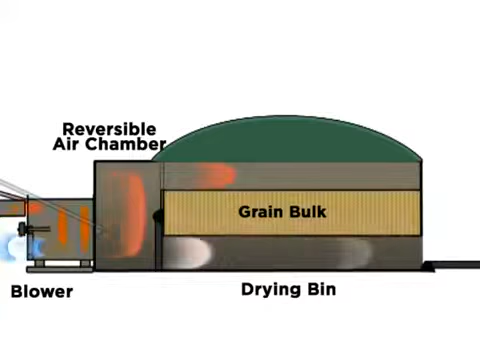 Reversible
Air Chamber
Grain Bulk
Blower
Drying Bin